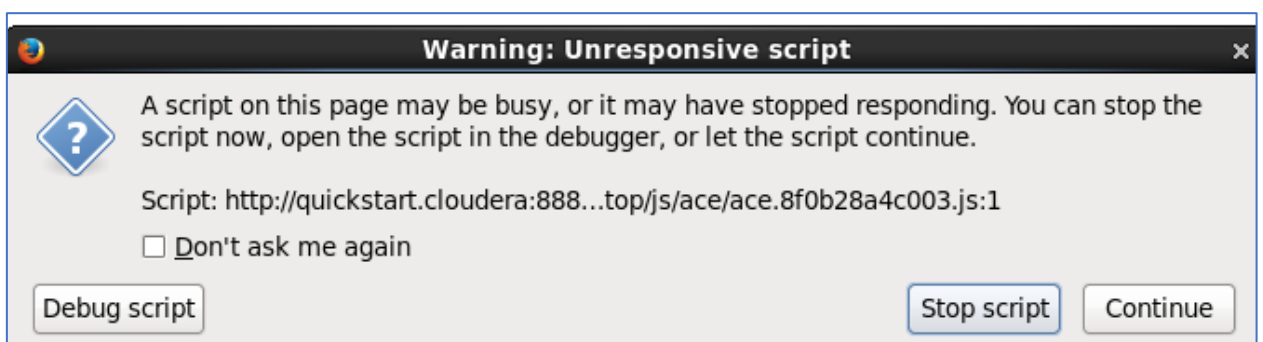 Warning: Unresponsive script
A script on this page may be busy, or it may have stopped responding. You can stop the
script now, open the script in the debugger, or let the script continue.
Script: http://quickstart.cloudera:888...top/js/ace/ace.8f0b28a4c003.js:1
Don't ask me again
Debug script Stop script Continue